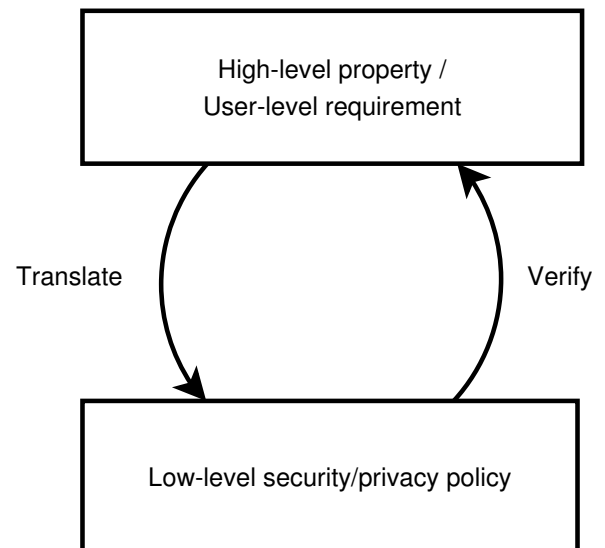 High-level property /
User-level requirement
Translate
Verify
Low-level security/privacy policy